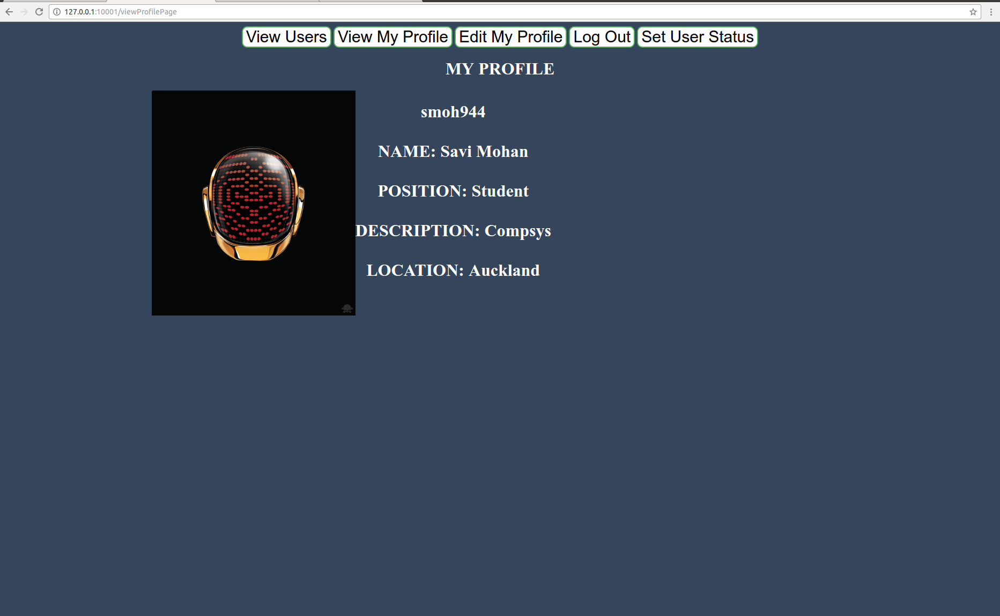 127.0.0.1:10001/viewProfilePage
View Users View My Profile Edit My Profile Log Out Set User Status
MY PROFILE
smoh944
NAME: Savi Mohan
POSITION: Student
DESCRIPTION: Compsys
LOCATION: Auckland